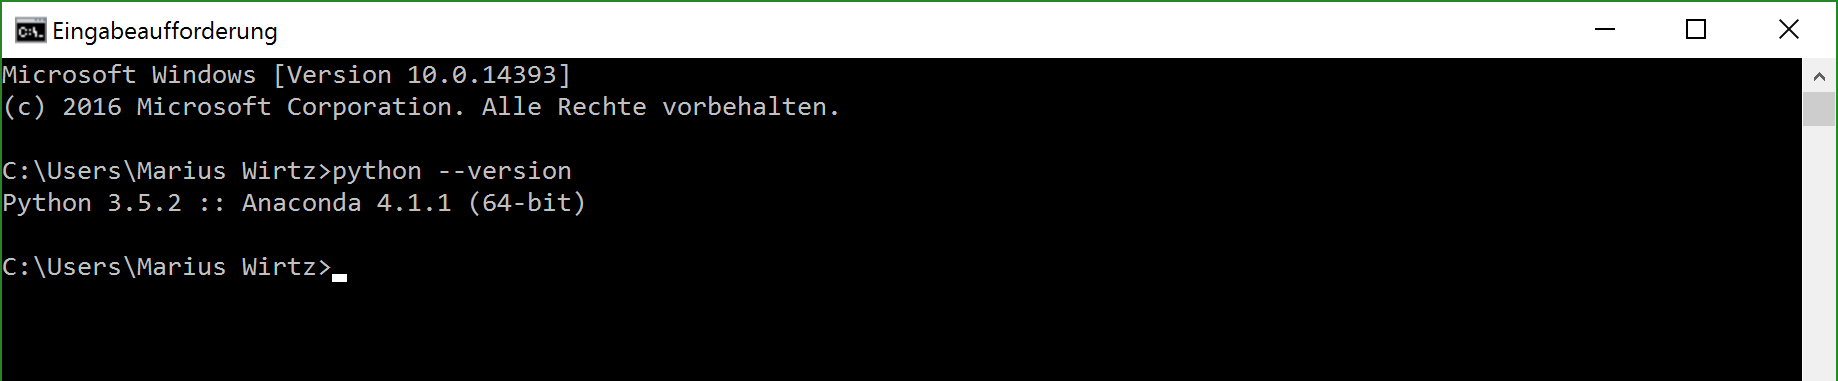 Eingabeaufforderung
Microsoft Windows [Version 10.0.14393]
(c) 2016 Microsoft Corporation. Alle Rechte vorbehalten.
C:\Users\Marius Wirtz>python --version
Python 3.5.2 :: Anaconda 4.1.1 (64-bit)
C:\Users\Marius Wirtz>